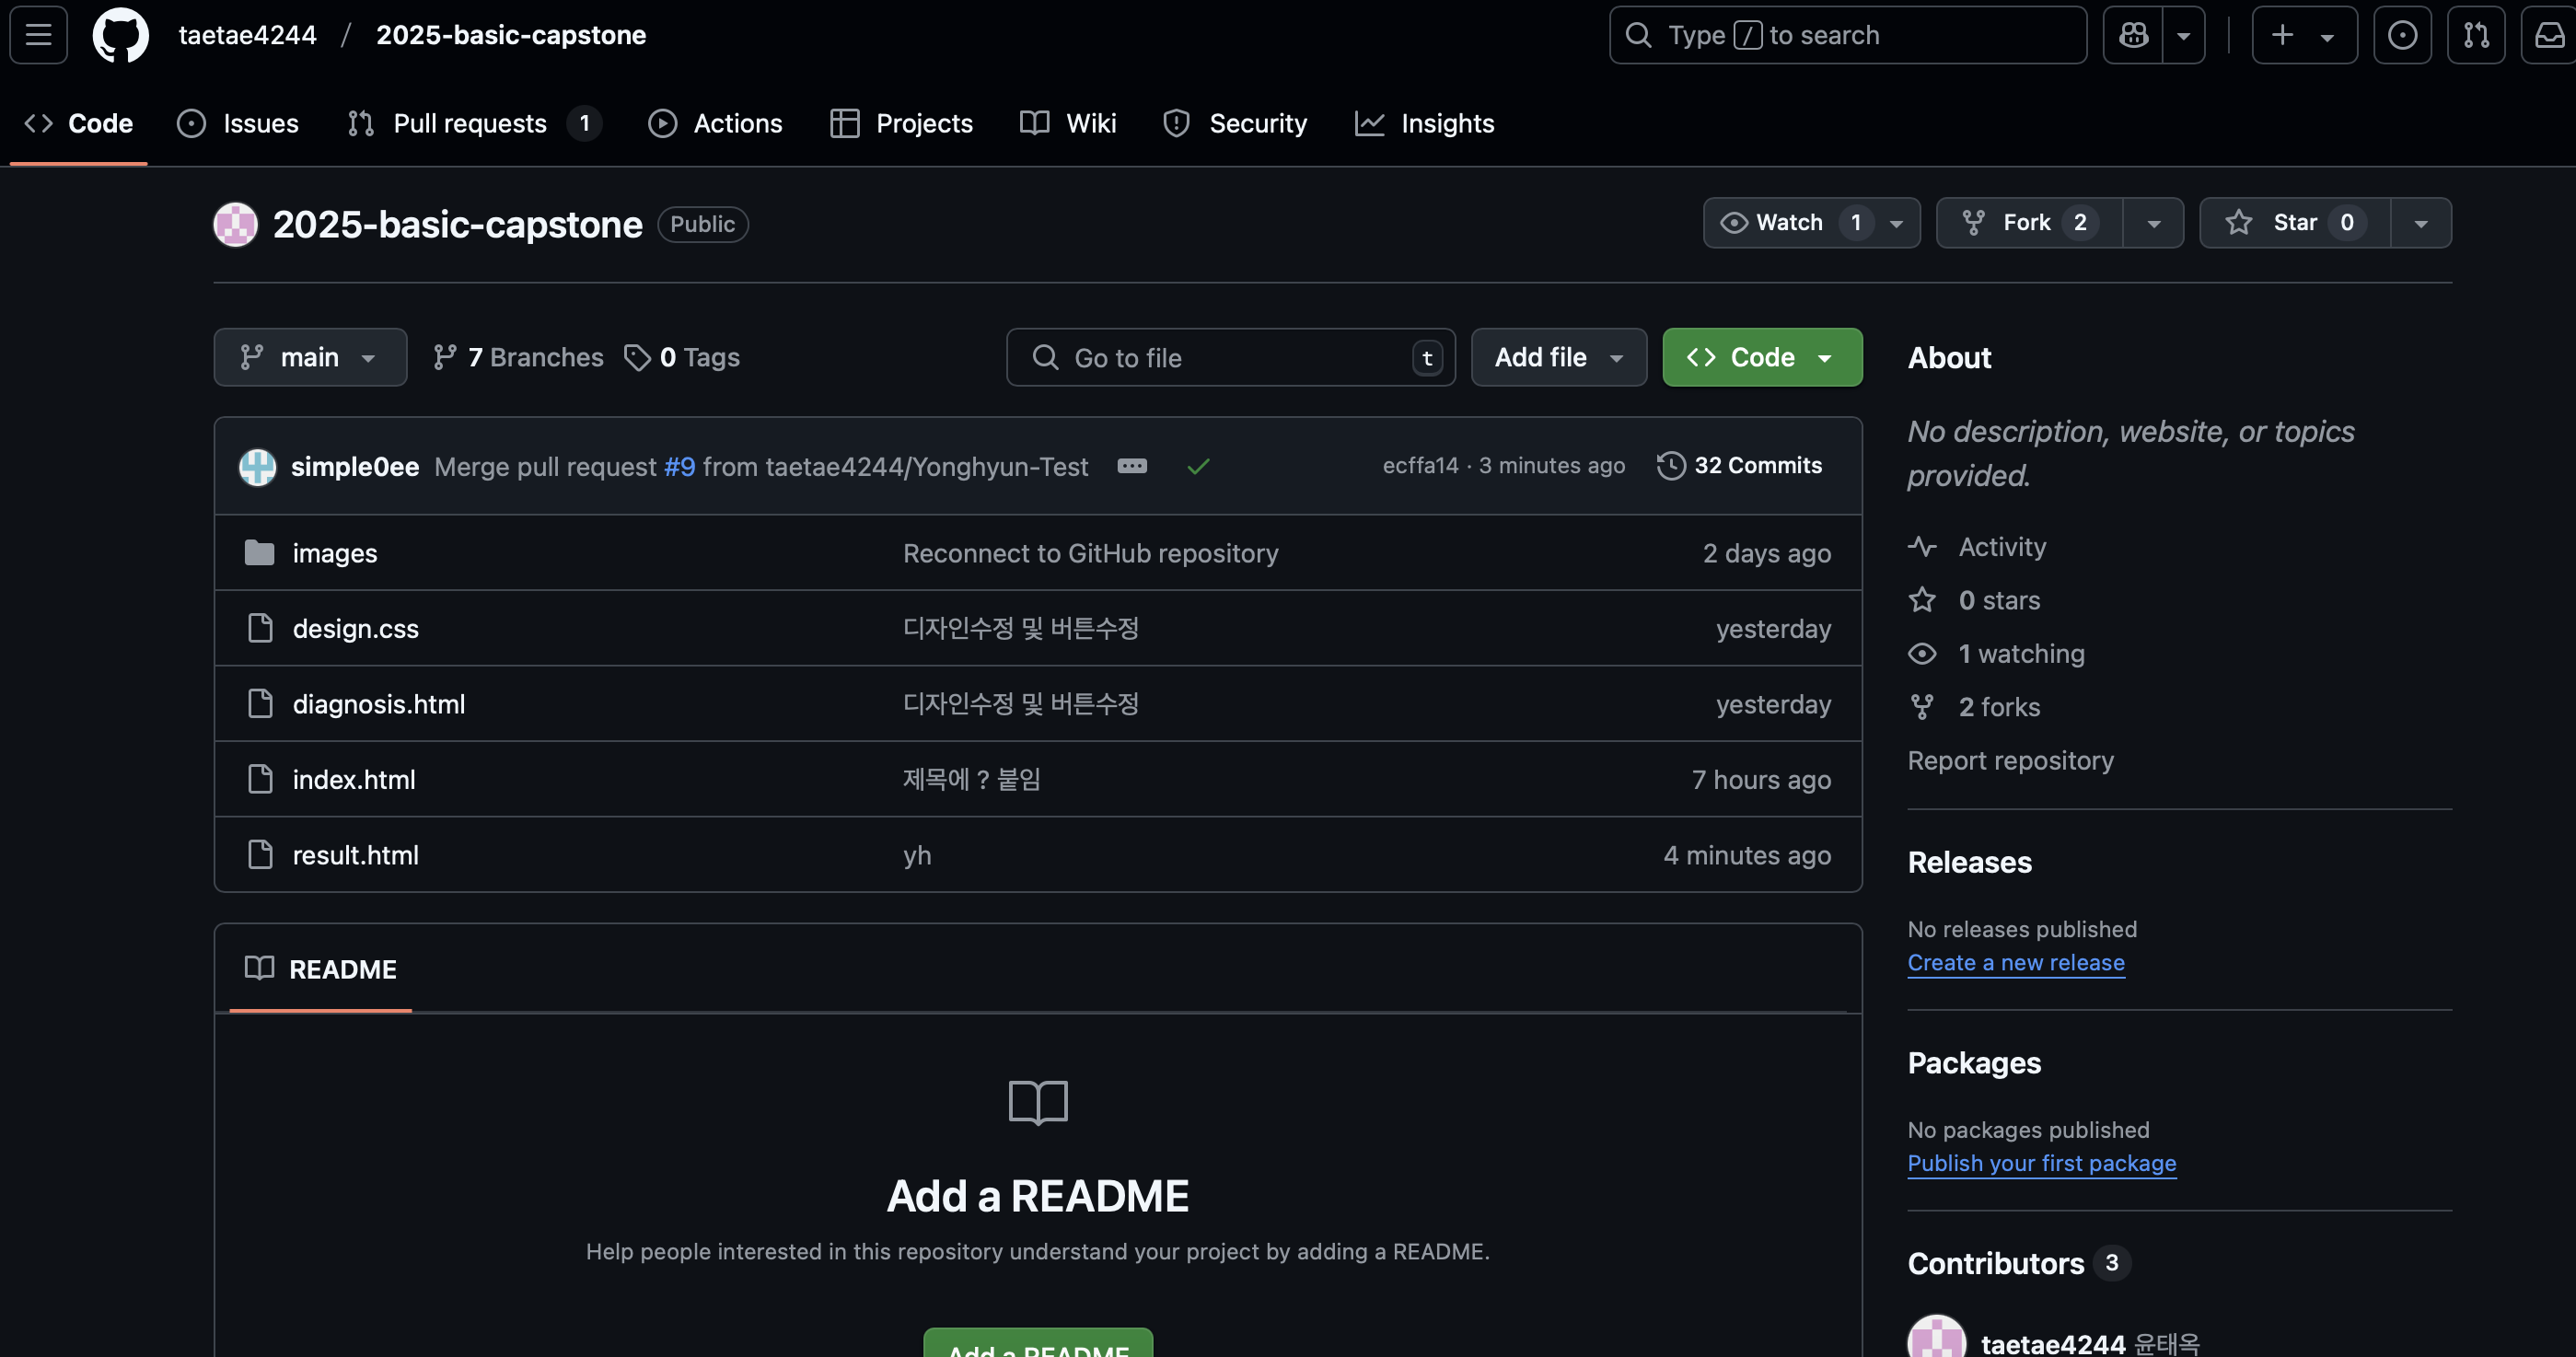 taetae4244 / 2025-basic-capstone
Type / to search
Code Issues Pull requests 1 Actions Projects Wiki Security Insights
2025-basic-capstone Public
Watch 1 Fork 2 Star 0
main 7 Branches 0 Tags
Go to file t Add file Code
simple0ee Merge pull request #9 from taetae4244/Yonghyun-Test
ecffa14 · 3 minutes ago 32 Commits
images Reconnect to GitHub repository 2 days ago
design.css 디자인수정 및 버튼수정 yesterday
diagnosis.html 디자인수정 및 버튼수정 yesterday
index.html 제목에 ? 붙임 7 hours ago
result.html yh 4 minutes ago
README
Add a README
Help people interested in this repository understand your project by adding a README.
Add a README
About
No description, website, or topics
provided.
Activity
0 stars
1 watching
2 forks
Report repository
Releases
No releases published
Create a new release
Packages
No packages published
Publish your first package
Contributors 3
taetae4244 윤태옥